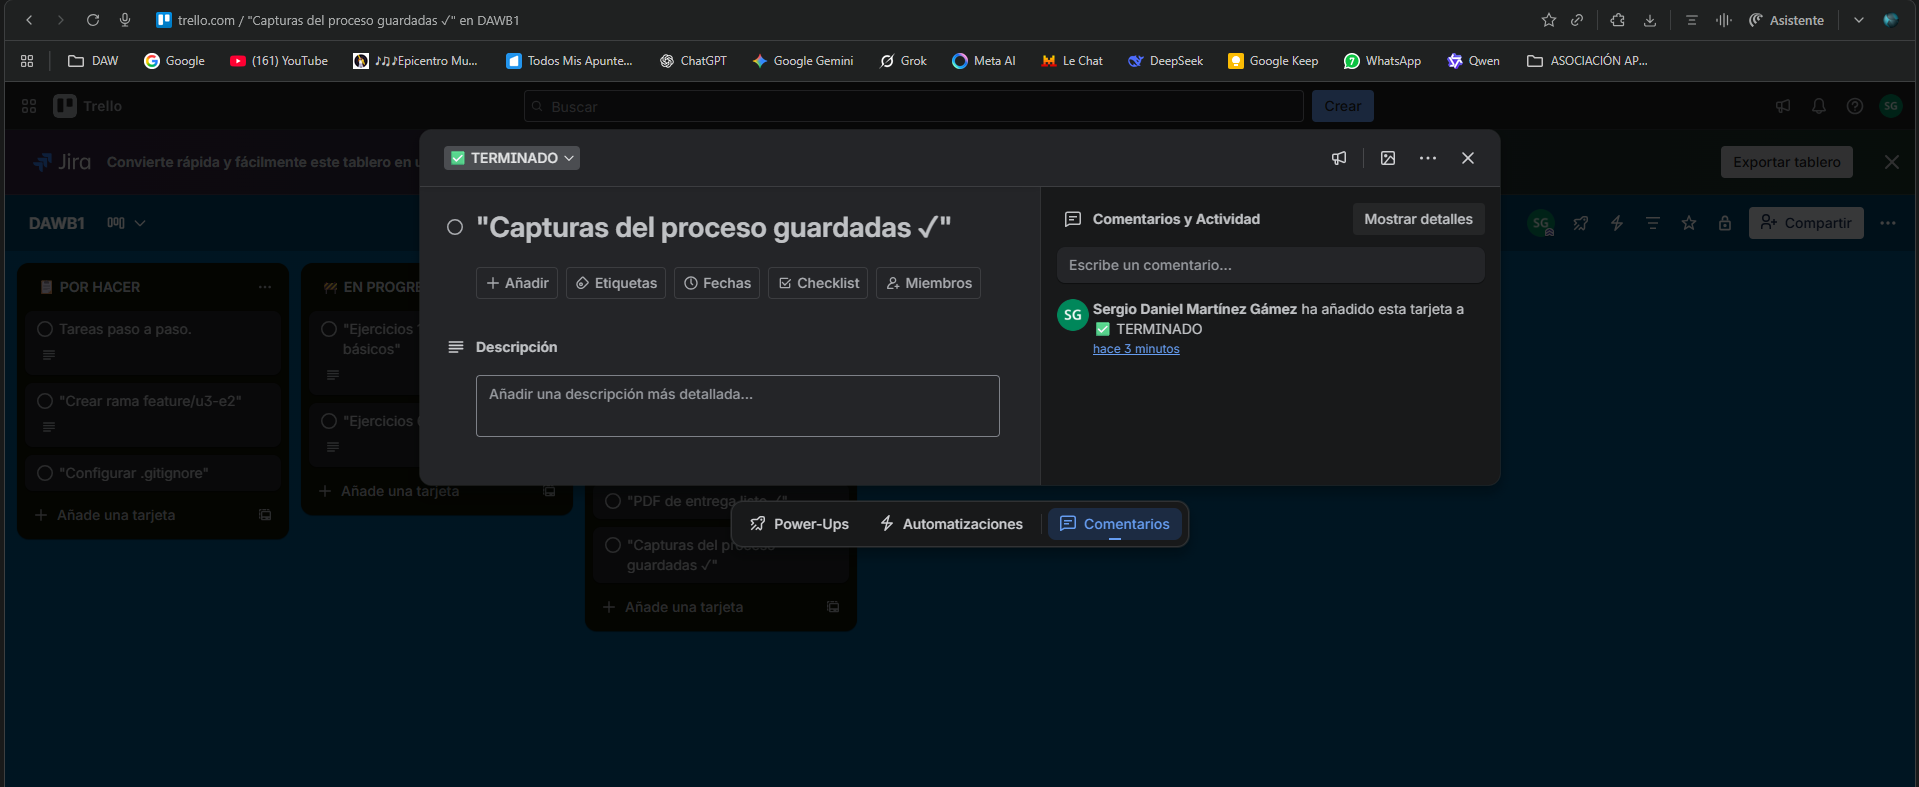 trello.com / "Capturas del proceso guardadas ✓" en DAWB1
Asistente
DAW
Google
(161) YouTube
♪♫♪Epicentro Mu...
Todos Mis Apunte...
ChatGPT
Google Gemini
Grok
Meta AI
Le Chat
DeepSeek
Google Keep
WhatsApp
Qwen
ASOCIACIÓN AP...
Trello
Buscar
Crear
SG
Jira
Convierte rápida y fácilmente este tablero en
Exportar tablero
DAWB1
SG
Compartir
POR HACER
Tareas paso a paso.
"Crear rama feature/u3-e2"
"Configurar .gitignore"
Añade una tarjeta
EN PROGRE
"Ejercicios
básicos"
"Ejercicios
Añade una tarjeta
"PDF de entrega listo ✓"
"Capturas del proceso
guardadas ✓"
Añade una tarjeta
✅ TERMINADO
"Capturas del proceso guardadas ✓"
Añadir
Etiquetas
Fechas
Checklist
Miembros
Descripción
Añadir una descripción más detallada...
Comentarios y Actividad
Mostrar detalles
Escribe un comentario...
SG
Sergio Daniel Martínez Gámez ha añadido esta tarjeta a
✅ TERMINADO
hace 3 minutos
Power-Ups
Automatizaciones
Comentarios